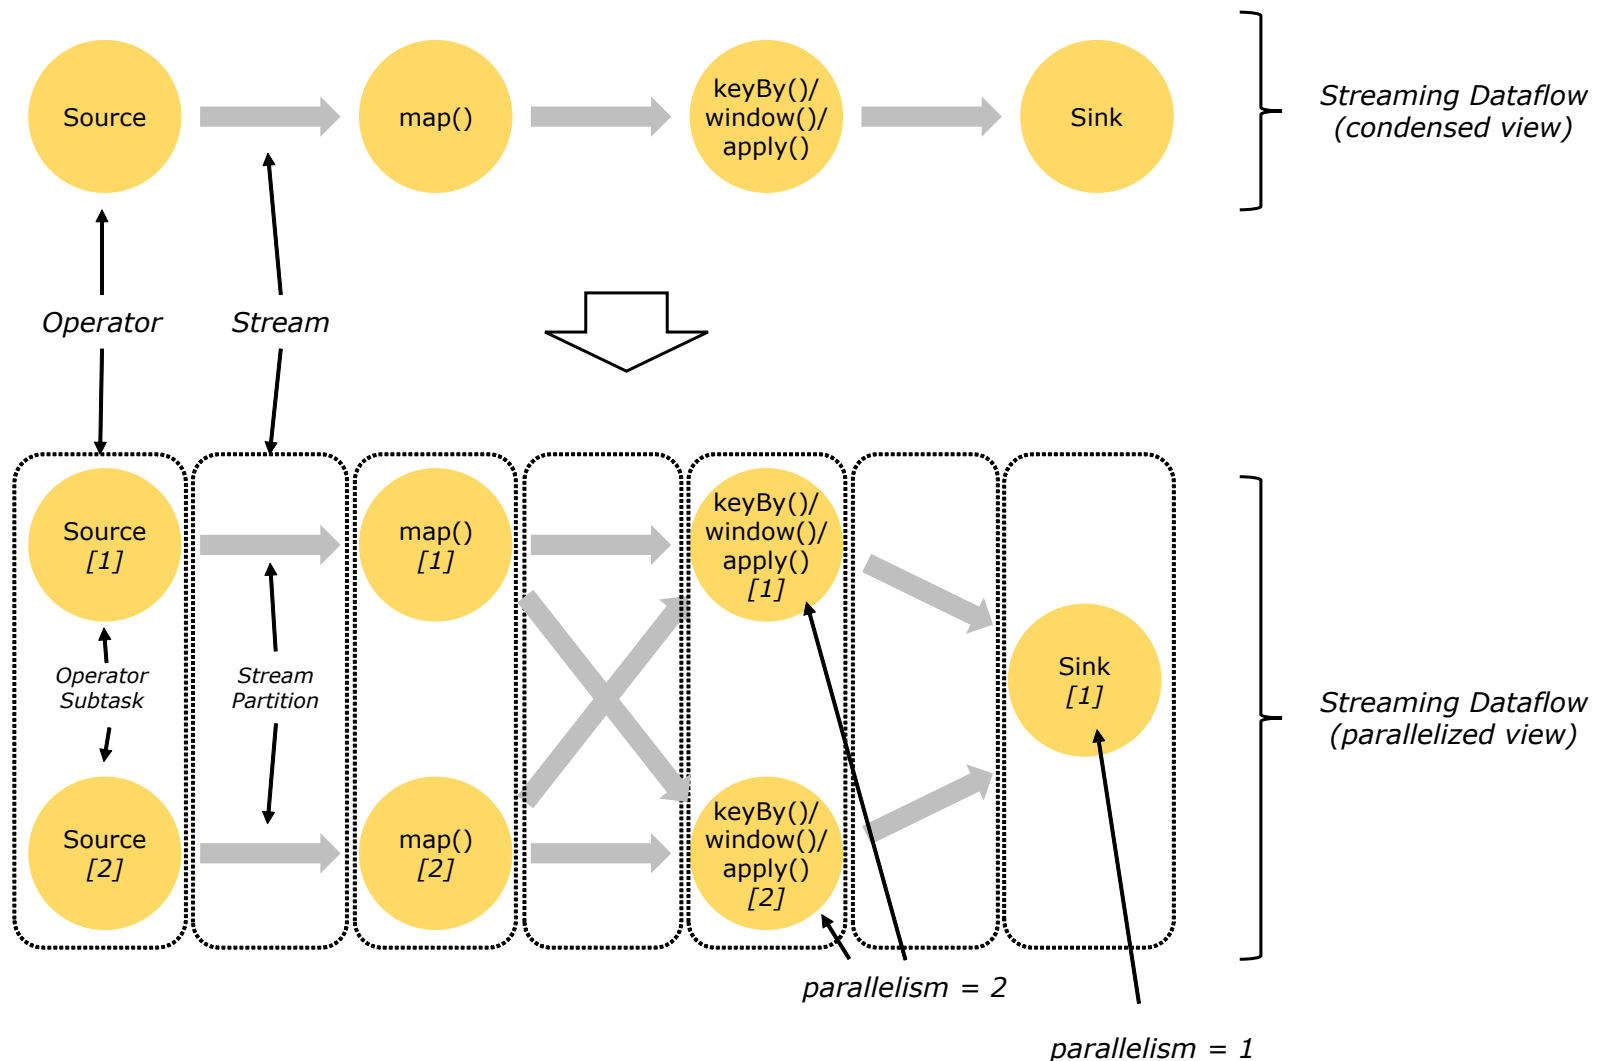 Source
map()
keyBy()/
window()/
apply()
Sink
Streaming Dataflow
(condensed view)
Operator
Stream
Source
[1]
map()
[1]
keyBy()/
window()/
apply()
[1]
Operator
Subtask
Stream
Partition
Sink
[1]
Streaming Dataflow
(parallelized view)
Source
[2]
map()
[2]
keyBy()/
window()/
apply()
[2]
parallelism = 2
parallelism = 1